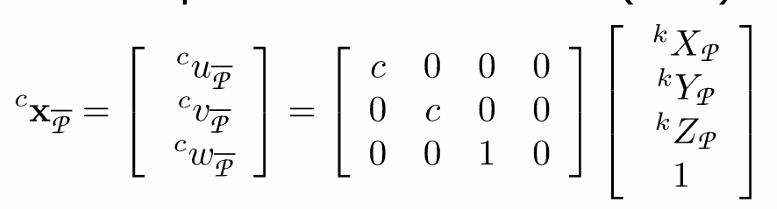 $$^{c}\mathbf{x}_{\overline{\mathcal{P}}} = \begin{bmatrix} ^{c}u_{\overline{\mathcal{P}}} \\ ^{c}v_{\overline{\mathcal{P}}} \\ ^{c}w_{\overline{\mathcal{P}}} \end{bmatrix} = \begin{bmatrix} c & 0 & 0 & 0 \\ 0 & c & 0 & 0 \\ 0 & 0 & 1 & 0 \end{bmatrix} \begin{bmatrix} ^{k}X_{\mathcal{P}} \\ ^{k}Y_{\mathcal{P}} \\ ^{k}Z_{\mathcal{P}} \\ 1 \end{bmatrix}$$